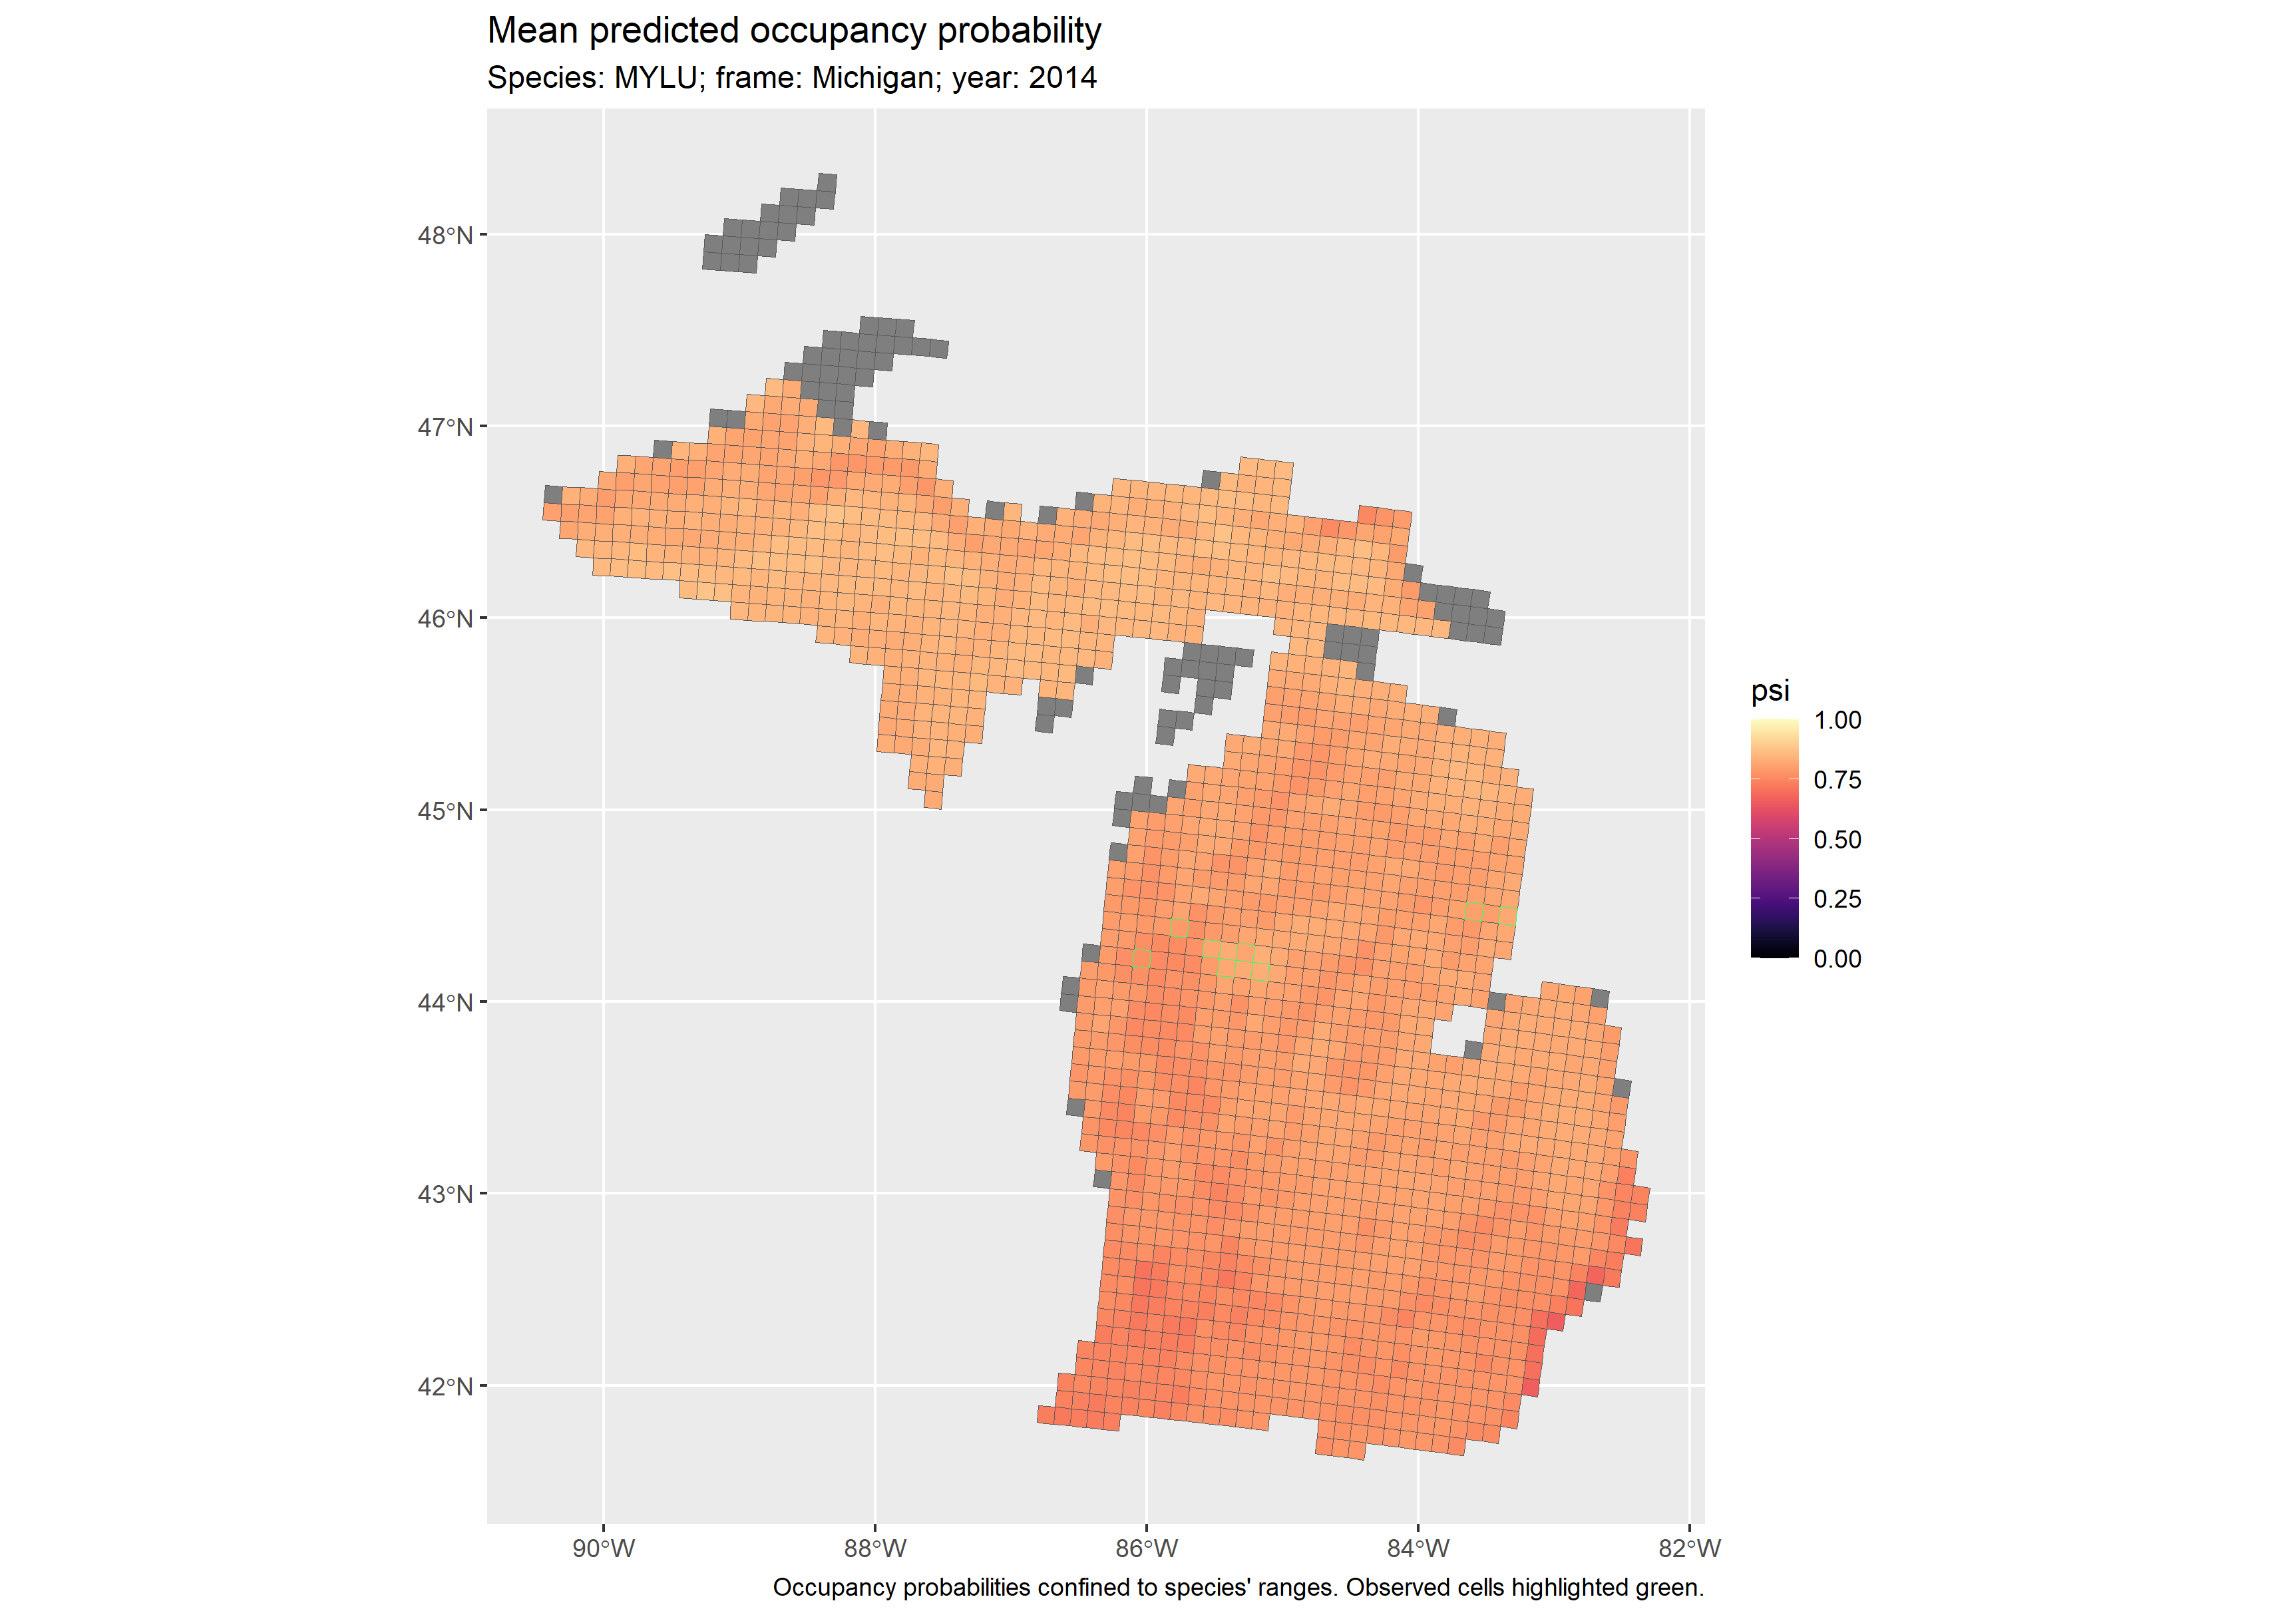 Mean predicted occupancy probability
Species: MYLU; frame: Michigan; year: 2014
48°N
47°N
46°N
45°N
44°N
43°N
42°N
90°W
88°W
86°W
84°W
82°W
psi
1.00
0.75
0.50
0.25
0.00
Occupancy probabilities confined to species' ranges. Observed cells highlighted green.